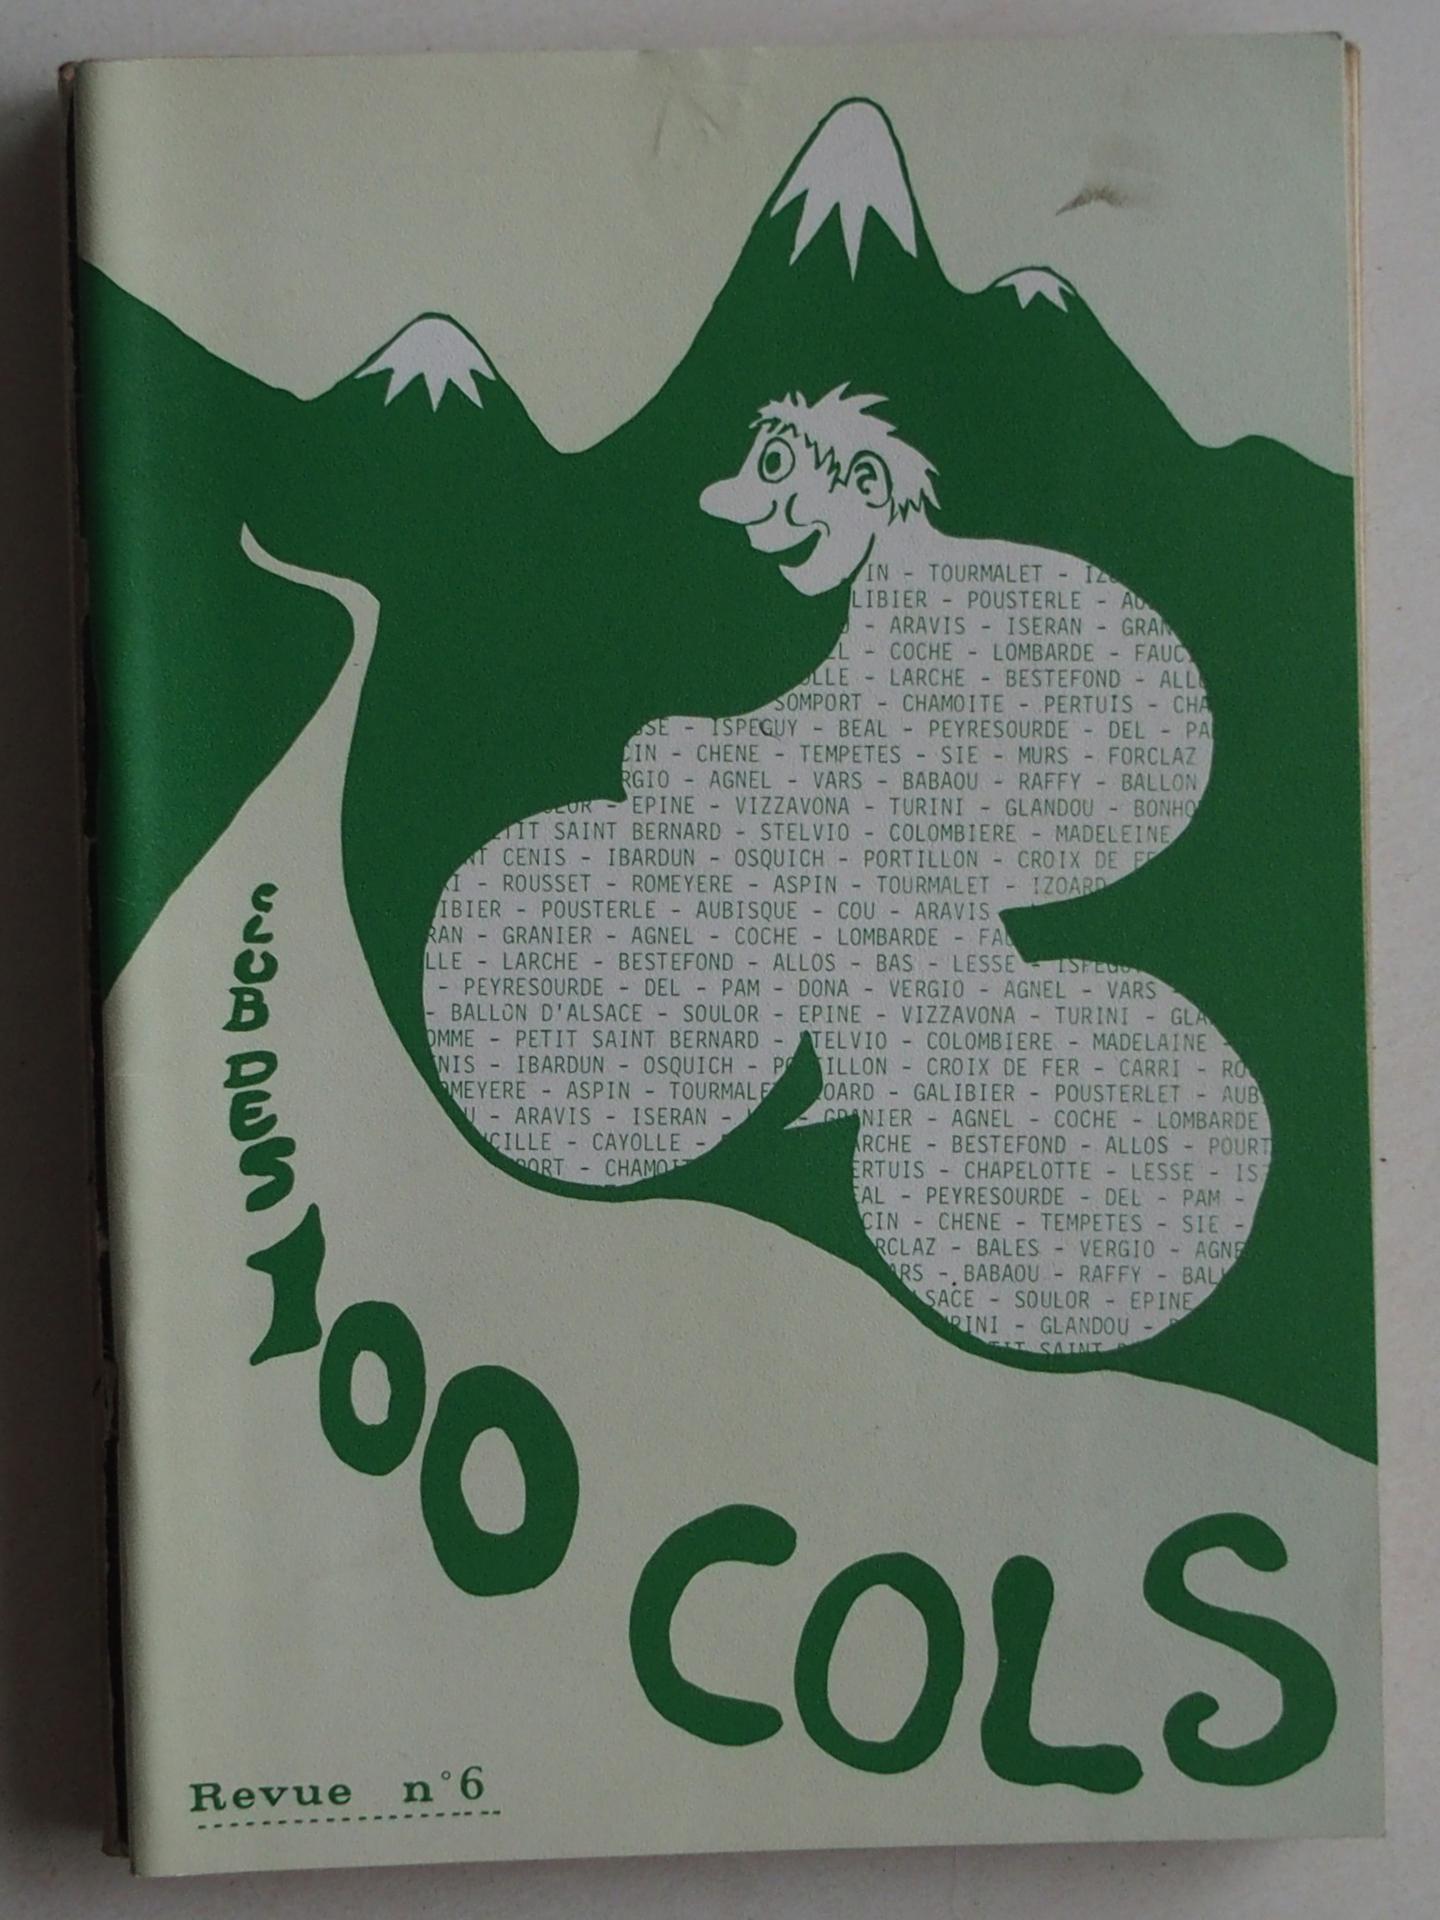 TOURMALET -
- POUSTERLE -
- ARAVIS - ISERAN -
- COCHE - LOMBARDE -
- LARCHE - BESTEFOND -
SOMPORT - CHAMOITE - PERTUIS -
- ISPEGUY - BEAL - PEYRESOURDE - DEL -
- CHENE - TEMPETES - SIE - MURS - FORCLAZ
- AGNEL - VARS - BABAOU - RAFFY - BALLON
- EPINE - VIZZAVONA - TURINI - GLANDOU -
SAINT BERNARD - STELVIO - COLOMBIERE - MADELEINE
CENIS - IBARDUN - OSQUICH - PORTILLON - CROIX DE
- ROUSSET - ROMEYERE - ASPIN - TOURMALET - IZOARD
- POUSTERLE - AUBISQUE - COU - ARAVIS
- GRANIER - AGNEL - COCHE - LOMBARDE -
- LARCHE - BESTEFOND - ALLOS - BAS - LESSE -
- PEYRESOURDE - DEL - PAM - DONA - VERGIO - AGNEL - VARS
- BALLON D'ALSACE - SOULOR - EPINE - VIZZAVONA - TURINI -
- PETIT SAINT BERNARD - STELVIO - COLOMBIERE - MADELAINE -
- IBARDUN - OSQUICH - - CROIX DE FER - CARRI -
- ASPIN - - GALIBIER - POUSTERLET -
- ARAVIS - ISERAN - - AGNEL - COCHE - LOMBARDE
- CAYOLLE - - BESTEFOND - ALLOS -
- CHAPELOTTE - LESSE -
- PEYRESOURDE - DEL - PAM -
- CHENE - TEMPETES - SIE -
- BALES - VERGIO -
- BABAOU - RAFFY -
- SOULOR - EPINE
- GLANDOU -
SAINT
CLUB DES 100 COLS
Revue n°6